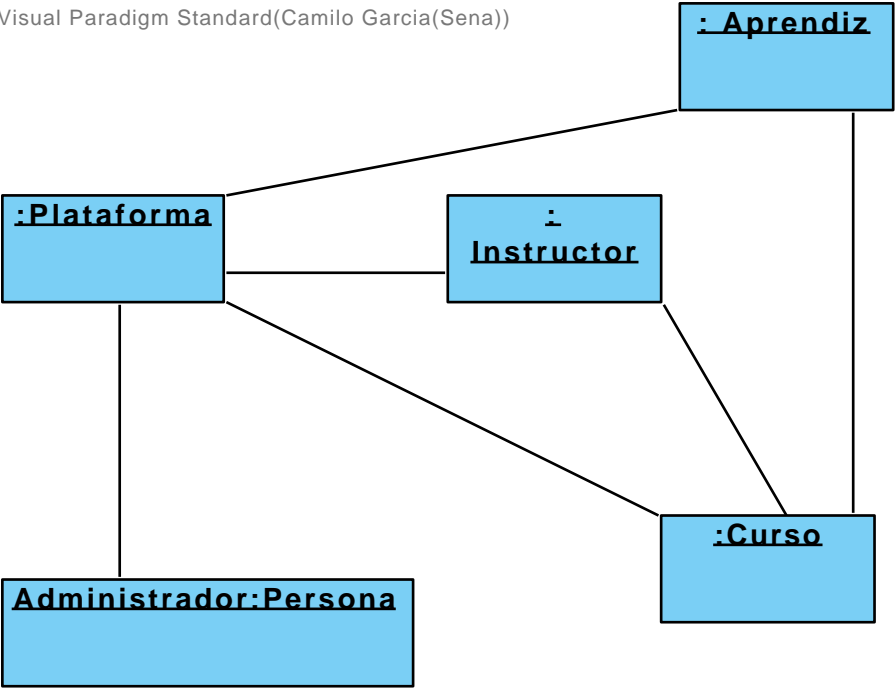 Visual Paradigm Standard(Camilo Garcia(Sena))
: Aprendiz
:Plataforma
:
Instructor
:Curso
Administrador:Persona